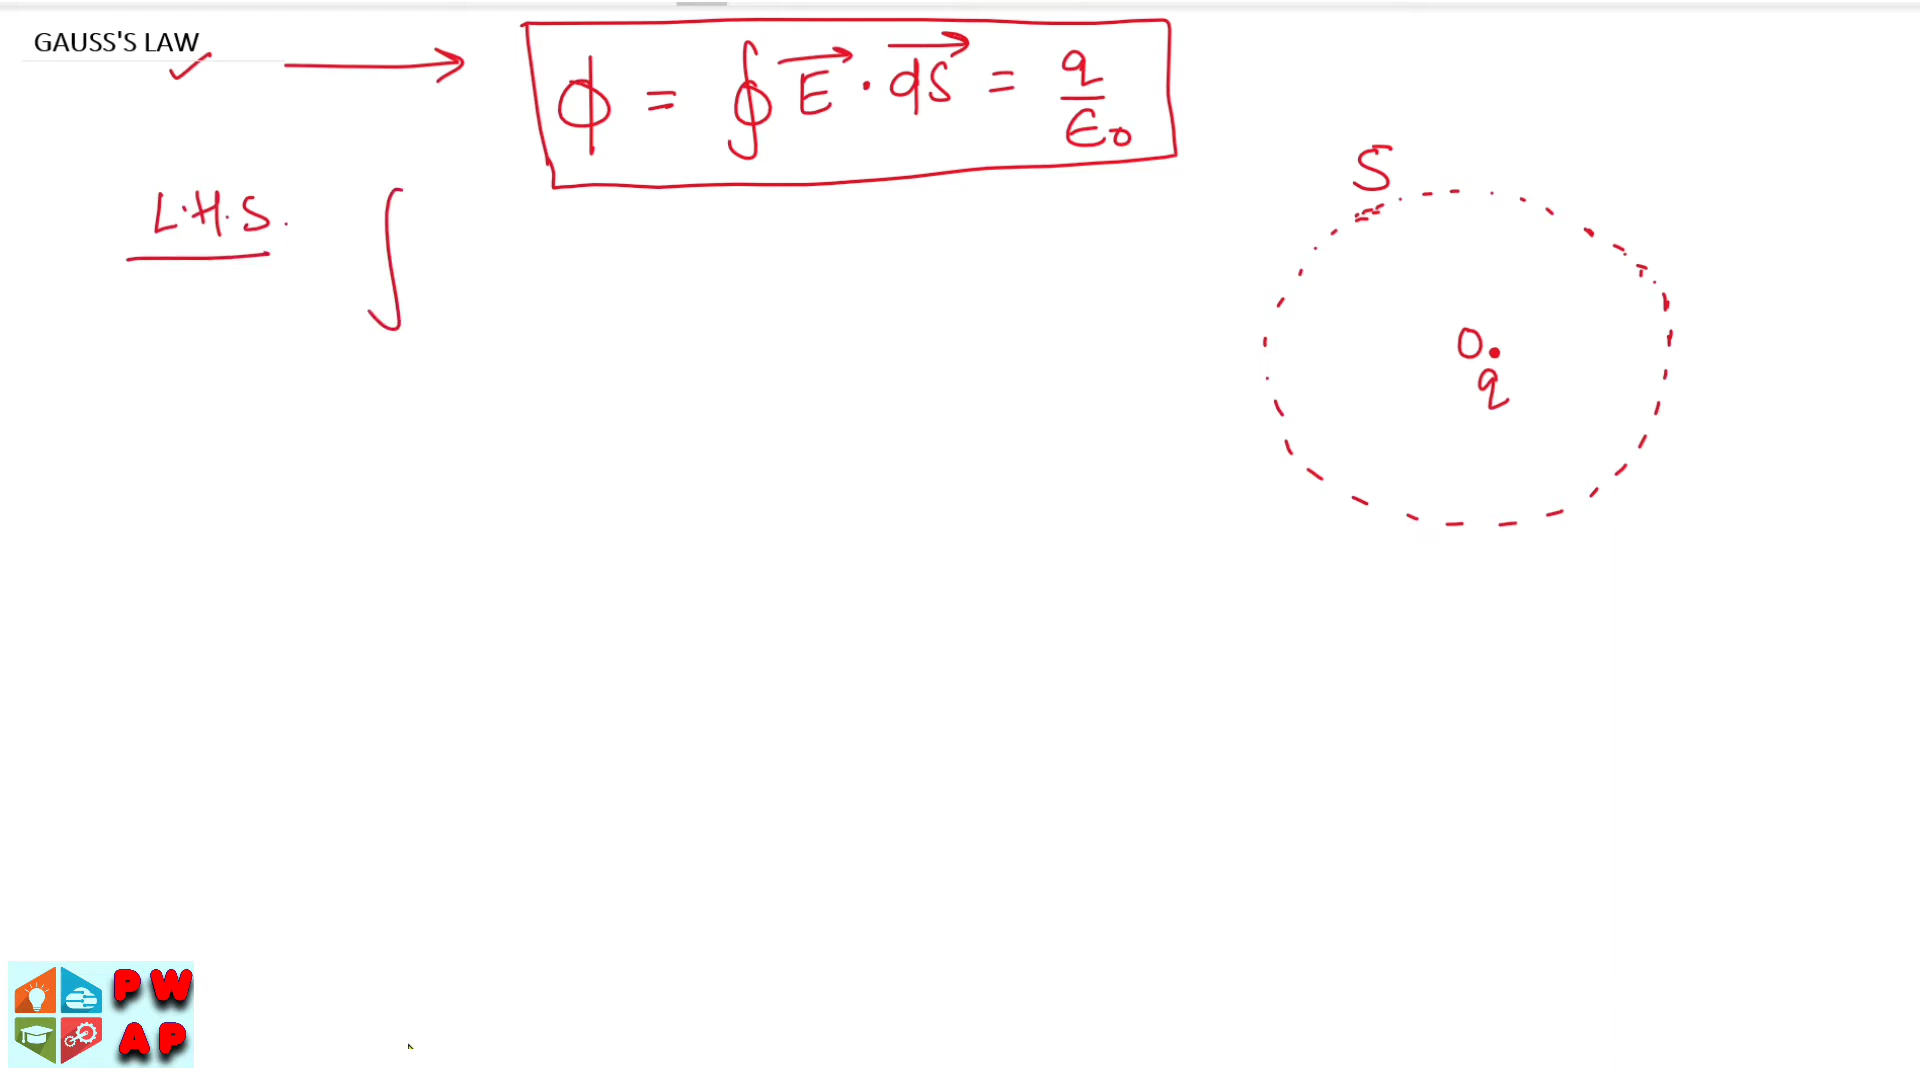 GAUSS'S LAW
ϕ = ∮ E⃗ · dS⃗ = q/ε₀
L.H.S. ∫
S
O.
q
PW
AP